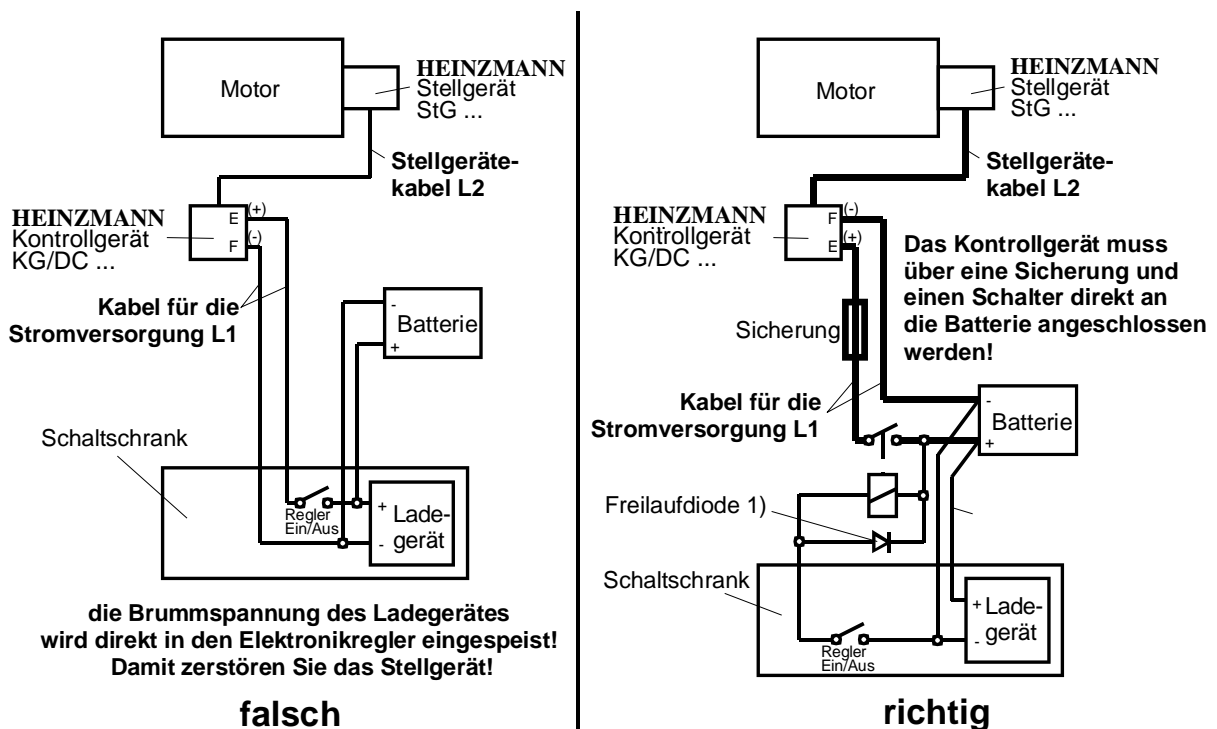 Motor
HEINZMANN
Stellgerät
StG ...
Stellgeräte-
kabel L2
HEINZMANN
Kontrollgerät
KG/DC ...
E
(+)
F
(-)
Kabel für die
Stromversorgung L1
-
Batterie
+
Schaltschrank
Regler
Ein/Aus
+
-
Lade-
gerät
die Brummspannung des Ladegerätes
wird direkt in den Elektronikregler eingespeist!
Damit zerstören Sie das Stellgerät!
falsch
Motor
HEINZMANN
Stellgerät
StG ...
Stellgeräte-
kabel L2
HEINZMANN
Kontrollgerät
KG/DC ...
F
(-)
E
(+)
Das Kontrollgerät muss
über eine Sicherung und
einen Schalter direkt an
die Batterie angeschlossen
werden!
Sicherung
Kabel für die
Stromversorgung L1
-
Batterie
+
Freilaufdiode 1)
Schaltschrank
Regler
Ein/Aus
+
-
Lade-
gerät
richtig